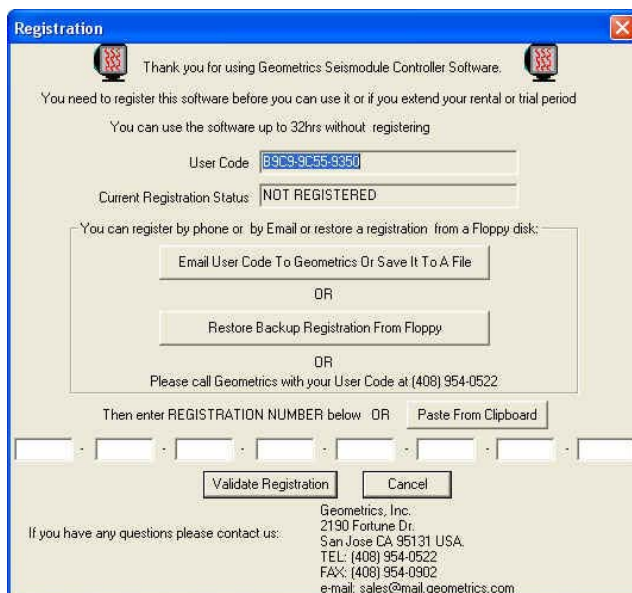 Registration
Thank you for using Geometrics Seismodule Controller Software.
You need to register this software before you can use it or if you extend your rental or trial period
You can use the software up to 32hrs without registering
User Code B9C9-9C55-9350
Current Registration Status NOT REGISTERED
You can register by phone or by Email or restore a registration from a Floppy disk:
Email User Code To Geometrics Or Save It To A File
OR
Restore Backup Registration From Floppy
OR
Please call Geometrics with your User Code at (408) 954-0522
Then enter REGISTRATION NUMBER below OR Paste From Clipboard
- - - - - - -
Validate Registration Cancel
If you have any questions please contact us:
Geometrics, Inc.
2190 Fortune Dr.
San Jose CA 95131 USA.
TEL: (408) 954-0522
FAX: (408) 954-0902
e-mail: sales@mail.geometrics.com